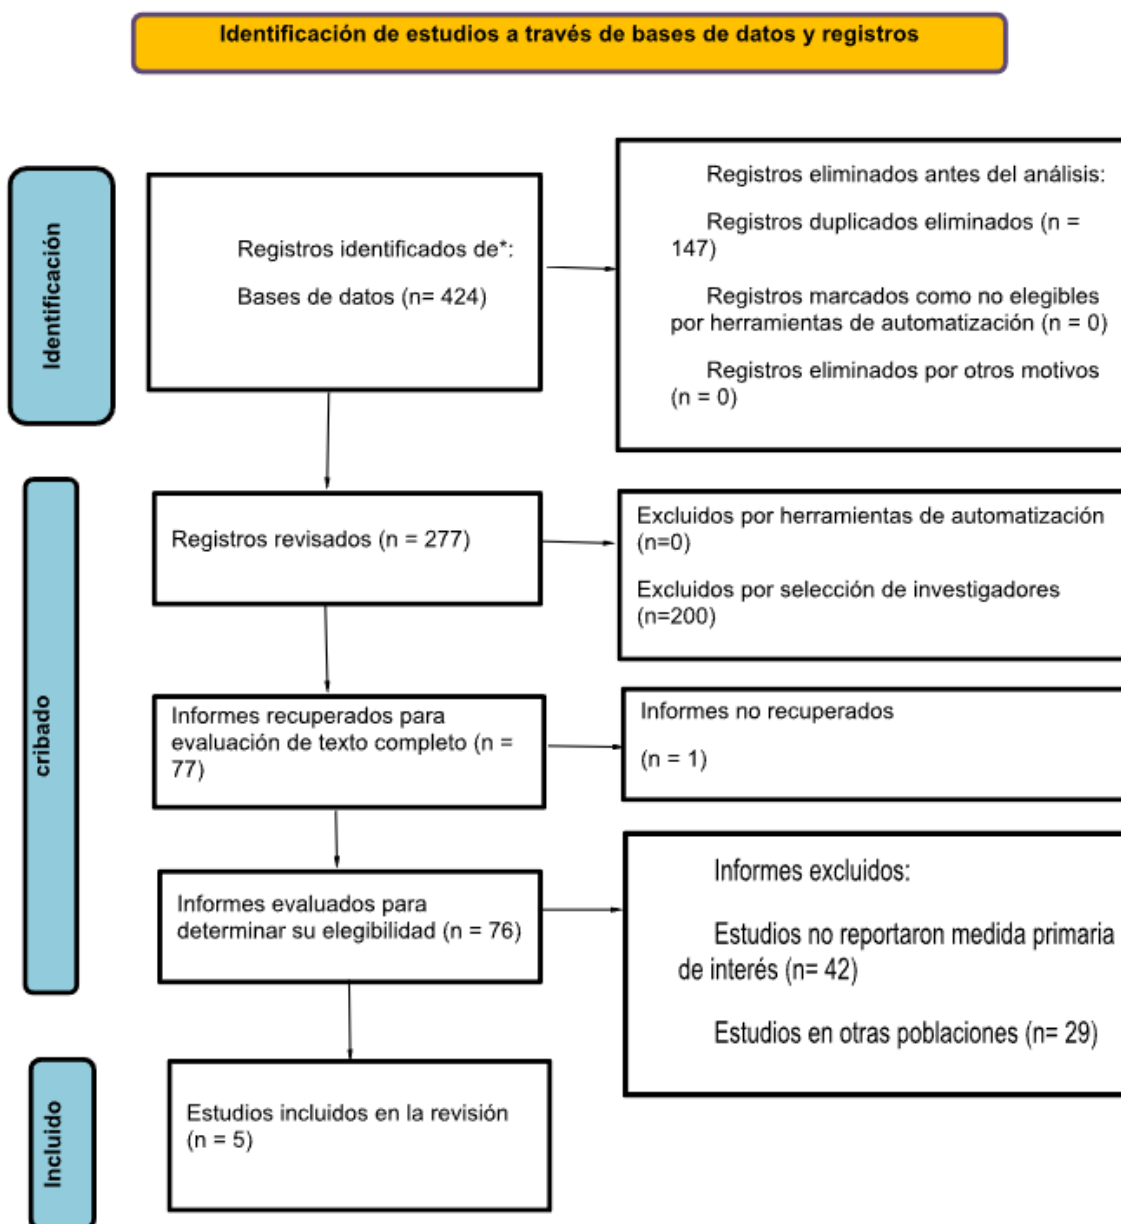 Identificación de estudios a través de bases de datos y registros
Identificación
Registros identificados de*:
Bases de datos (n= 424)
Registros eliminados antes del análisis:
Registros duplicados eliminados (n =
147)
Registros marcados como no elegibles
por herramientas de automatización (n = 0)
Registros eliminados por otros motivos
(n = 0)
cribado
Registros revisados (n = 277)
Excluidos por herramientas de automatización
(n=0)
Excluidos por selección de investigadores
(n=200)
Informes recuperados para
evaluación de texto completo (n =
77)
Informes no recuperados
(n = 1)
Informes evaluados para
determinar su elegibilidad (n = 76)
Informes excluidos:
Estudios no reportaron medida primaria
de interés (n= 42)
Estudios en otras poblaciones (n= 29)
Incluido
Estudios incluidos en la revisión
(n = 5)